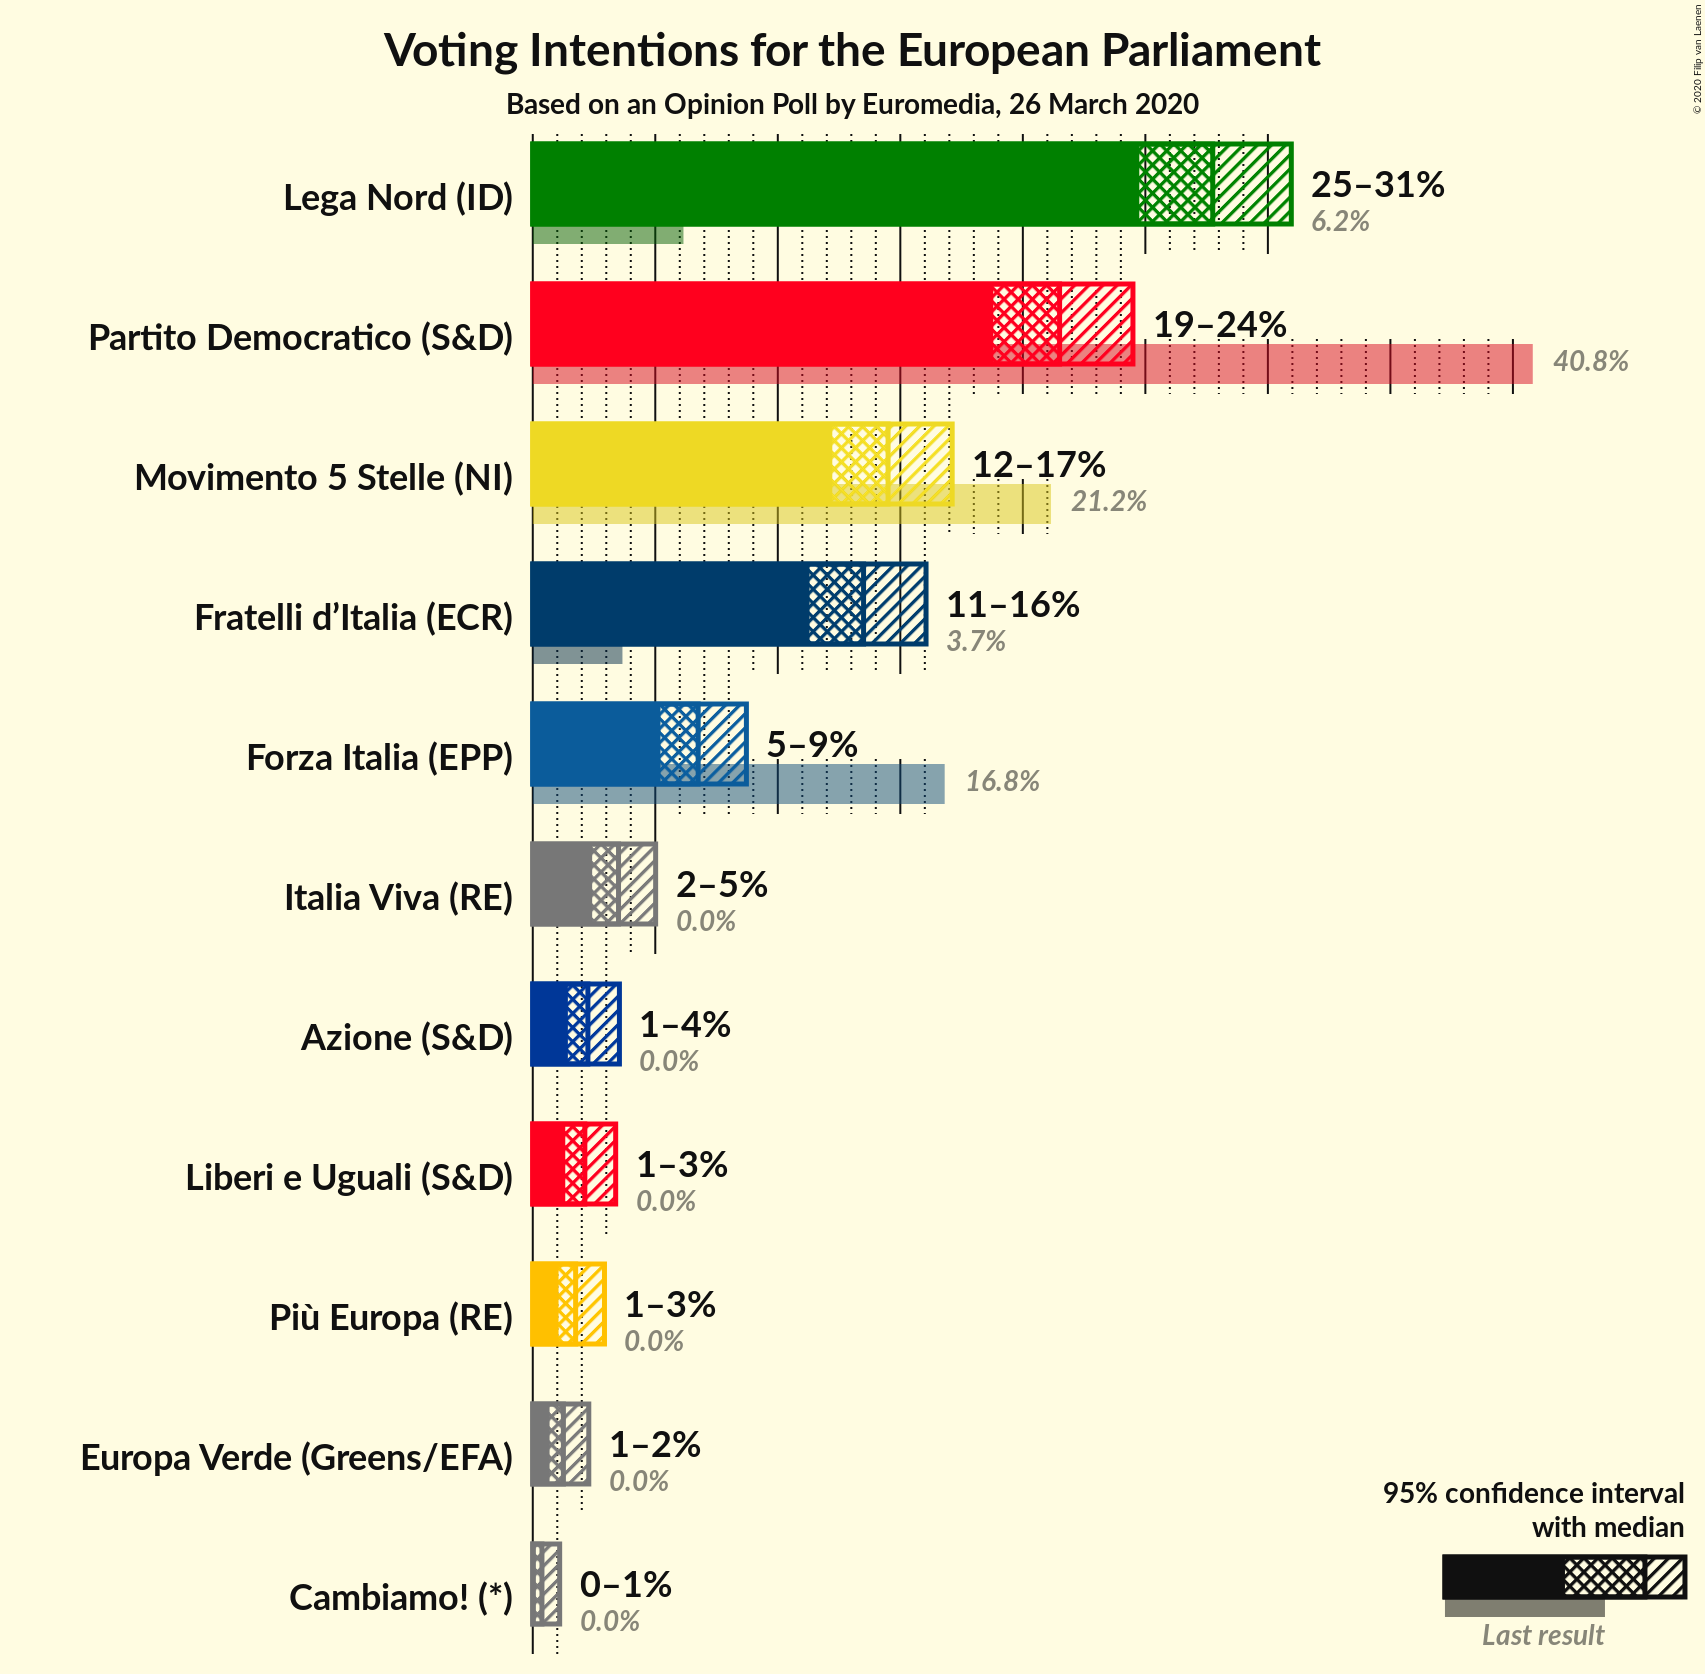 Voting Intentions for the European Parliament
Based on an Opinion Poll by Euromedia, 26 March 2020
© 2020 Filip van Laenen
Lega Nord (ID)
25–31%
6.2%
Partito Democratico (S&D)
19–24%
40.8%
Movimento 5 Stelle (NI)
12–17%
21.2%
Fratelli d’Italia (ECR)
11–16%
3.7%
Forza Italia (EPP)
5–9%
16.8%
Italia Viva (RE)
2–5%
0.0%
Azione (S&D)
1–4%
0.0%
Liberi e Uguali (S&D)
1–3%
0.0%
Più Europa (RE)
1–3%
0.0%
Europa Verde (Greens/EFA)
1–2%
0.0%
Cambiamo! (*)
0–1%
0.0%
95% confidence interval
with median
Last result